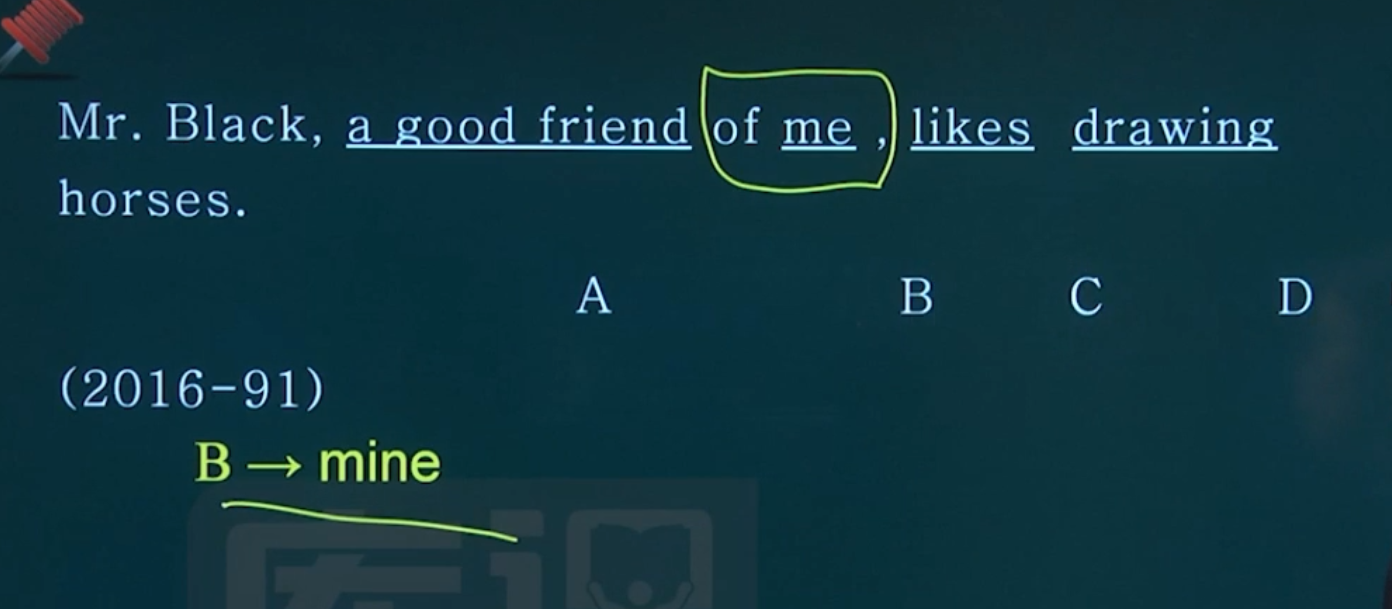 Mr. Black, a good friend of me , likes drawing
horses.
A B C D
(2016-91)
B → mine